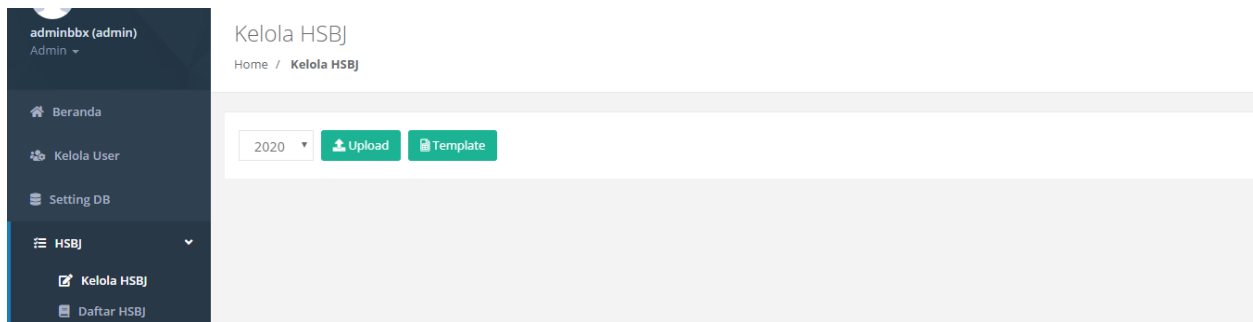 adminbbx (admin)
Admin
Beranda
Kelola User
Setting DB
HSBJ
Kelola HSBJ
Daftar HSBJ
Kelola HSBJ
Home / Kelola HSBJ
2020 Upload Template